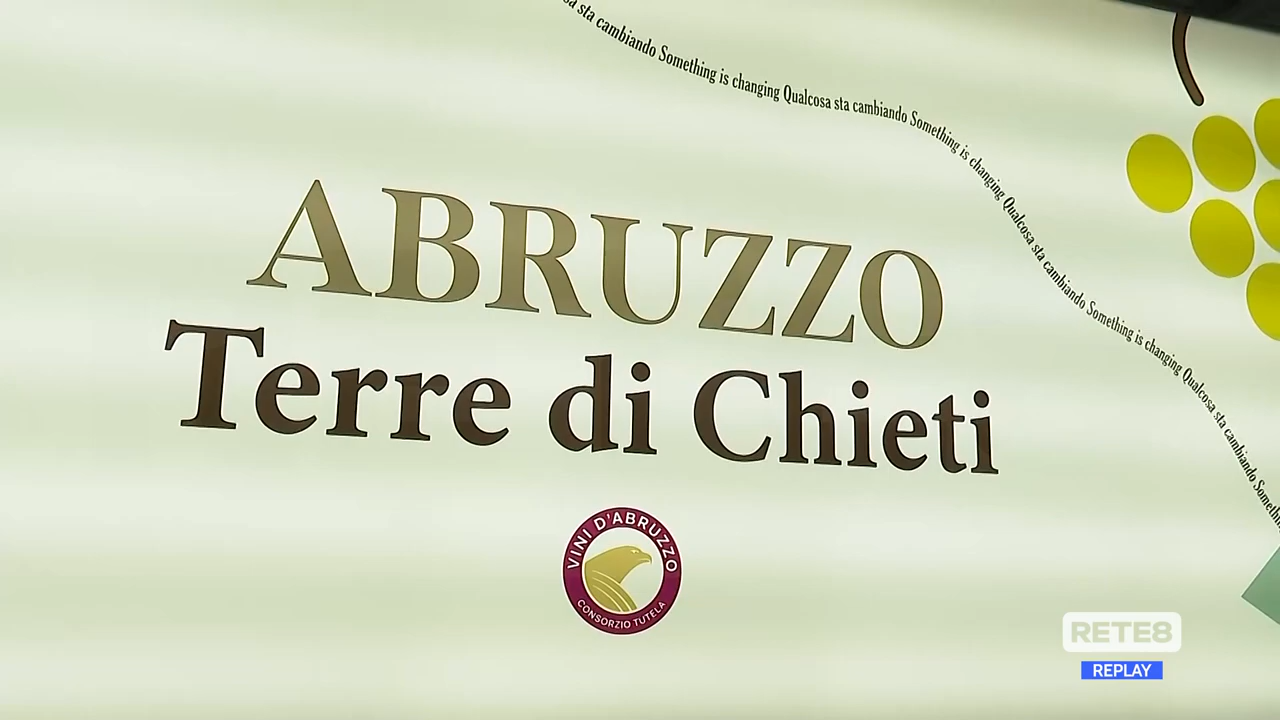 sta cambiando Something is changing Qualcosa sta cambiando Something is changing Qualcosa sta cambiando Something is changing Qualcosa sta cambiando Something
ABRUZZO
Terre di Chieti
VINI D'ABRUZZO
CONSORZIO TUTELA
RETE8
REPLAY